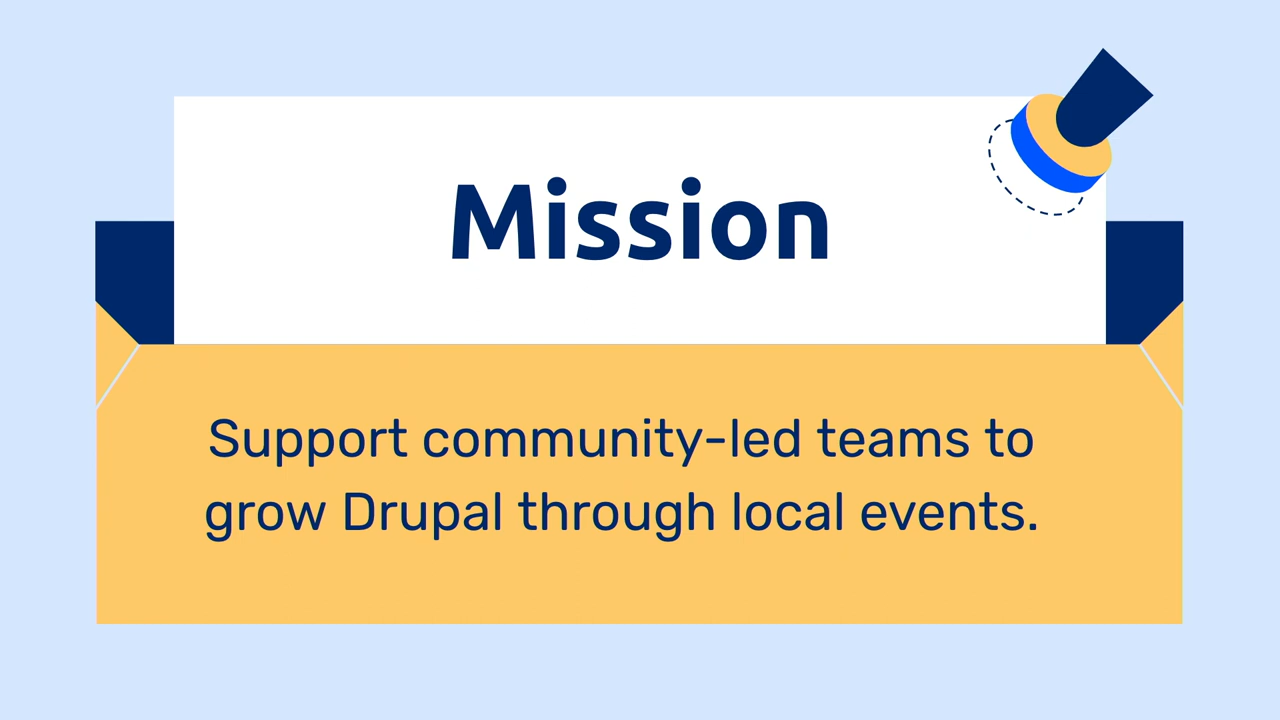 Mission
Support community-led teams to
grow Drupal through local events.